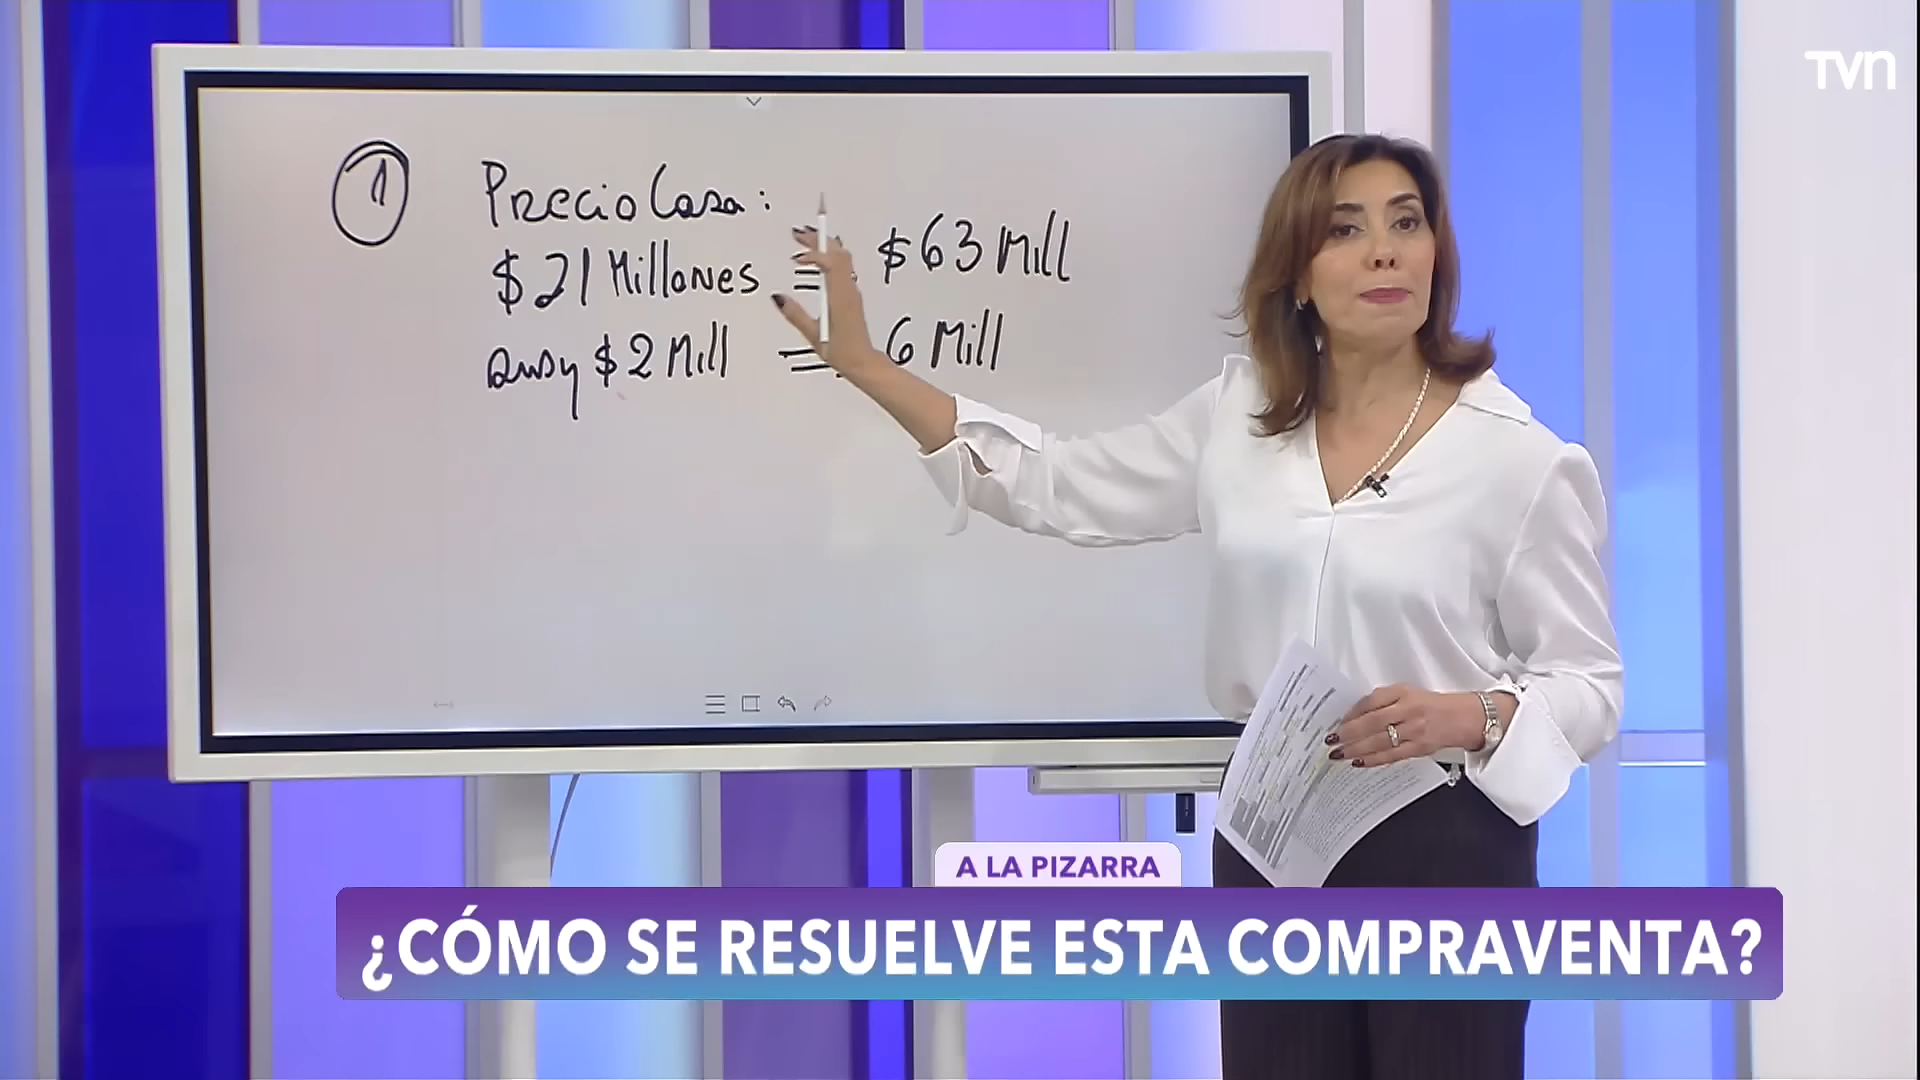 TVN
1
Precio Casa:
$21 Millones = $63 Mill
$2 Mill = 6 Mill
A LA PIZARRA
¿CÓMO SE RESUELVE ESTA COMPRAVENTA?